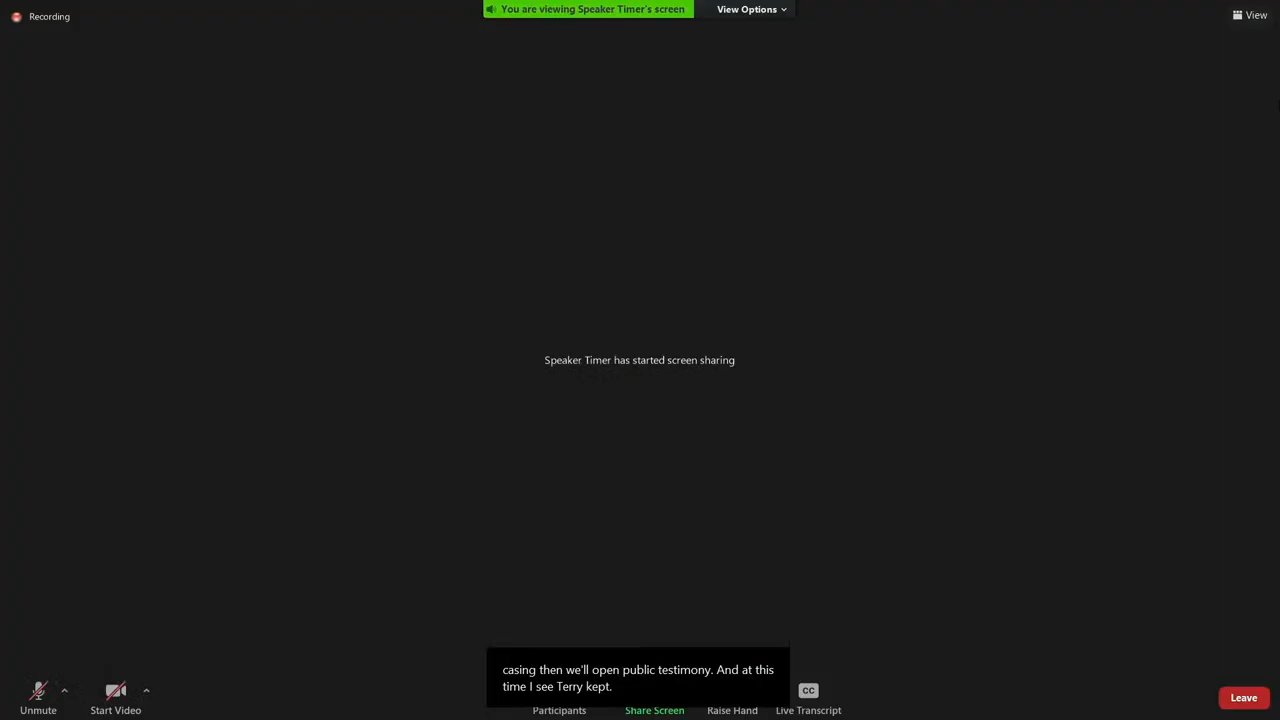 Recording
You are viewing Speaker Timer's screen
View Options
View
Speaker Timer has started screen sharing
casing then we'll open public testimony. And at this
time I see Terry kept.
CC
Unmute
Start Video
Participants
Share Screen
Raise Hand
Live Transcript
Leave